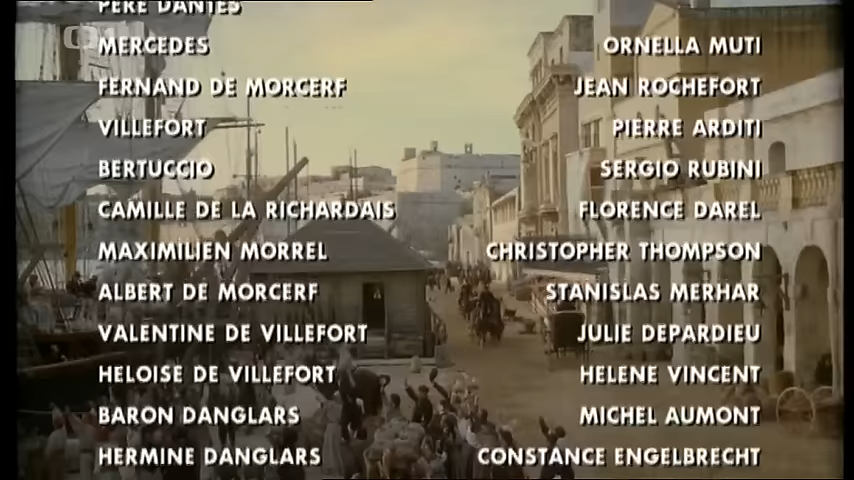 PERE DANTES
MERCEDES ORNELLA MUTI
FERNAND DE MORCERF JEAN ROCHEFORT
VILLEFORT PIERRE ARDITI
BERTUCCIO SERGIO RUBINI
CAMILLE DE LA RICHARDAIS FLORENCE DAREL
MAXIMILIEN MORREL CHRISTOPHER THOMPSON
ALBERT DE MORCERF STANISLAS MERHAR
VALENTINE DE VILLEFORT JULIE DEPARDIEU
HELOISE DE VILLEFORT HELENE VINCENT
BARON DANGLARS MICHEL AUMONT
HERMINE DANGLARS CONSTANCE ENGELBRECHT